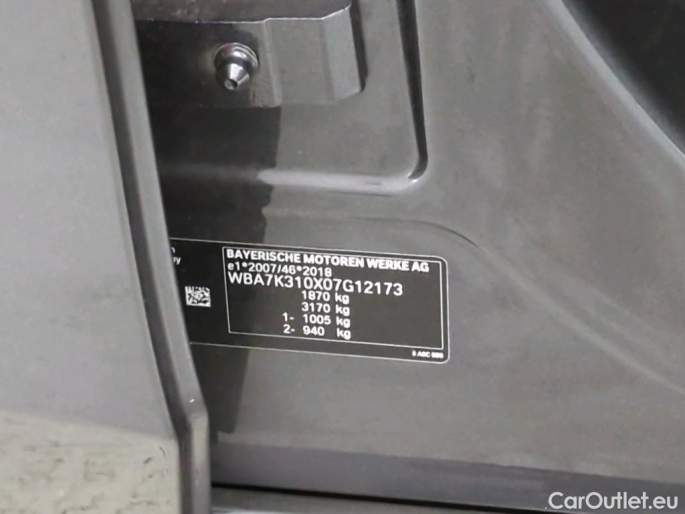 BAYERISCHE MOTOREN WERKE AG
e1*2007/46*2018
WBA7K310X07G12173
1870 kg
3170 kg
1- 1005 kg
2- 940 kg
CarOutlet.eu